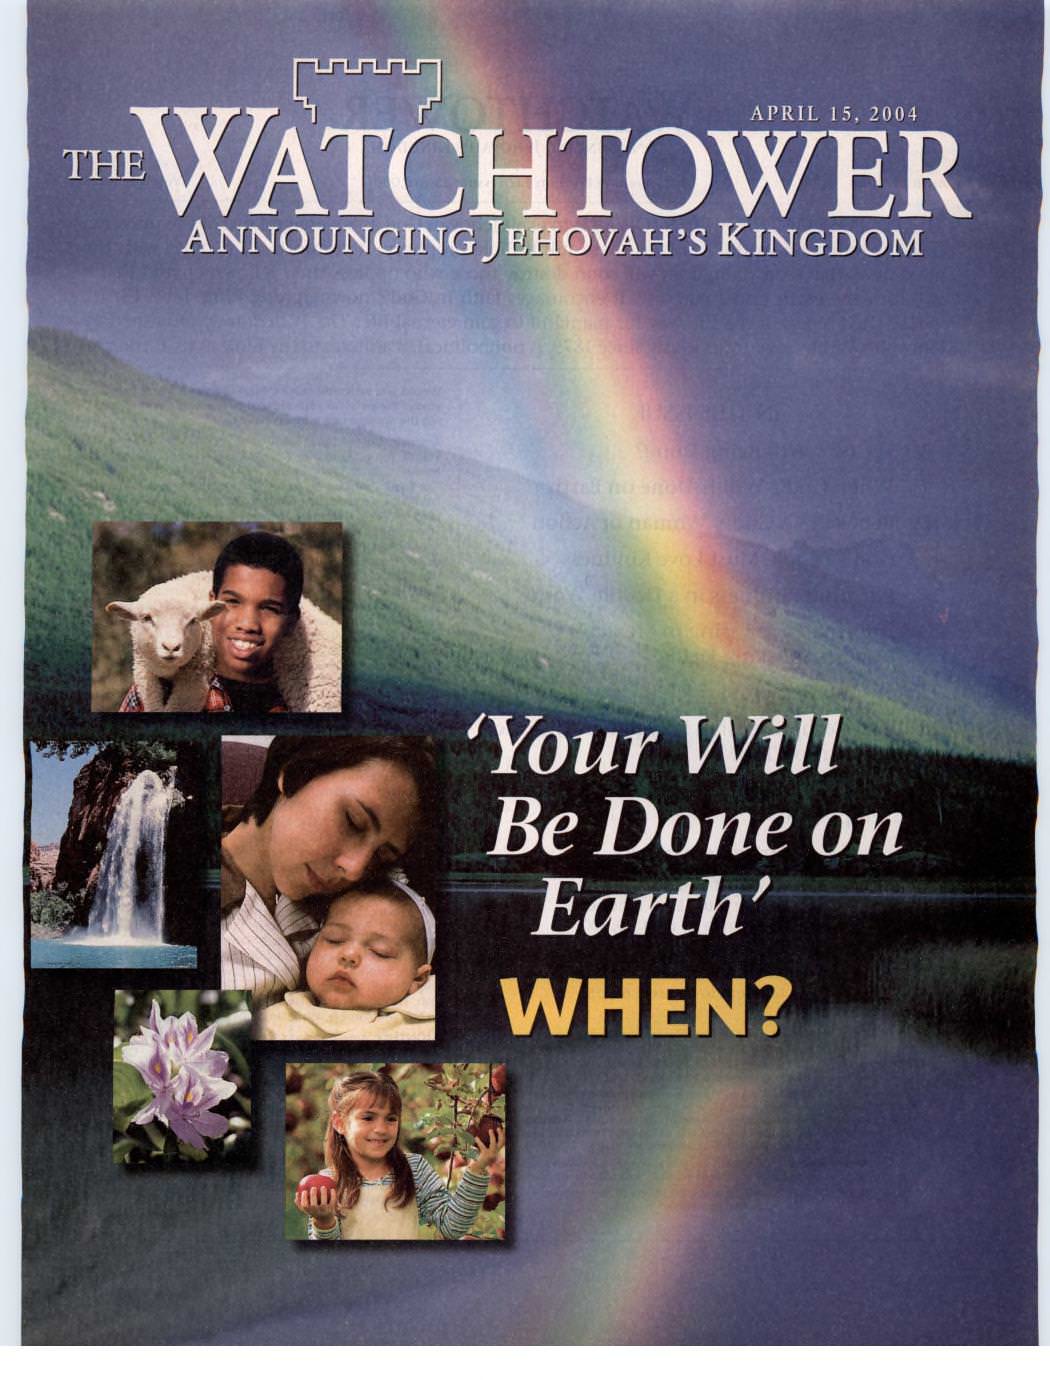 APRIL 15, 2004
THE WATCHTOWER
ANNOUNCING JEHOVAH'S KINGDOM
'Your Will
Be Done on
Earth'
WHEN?